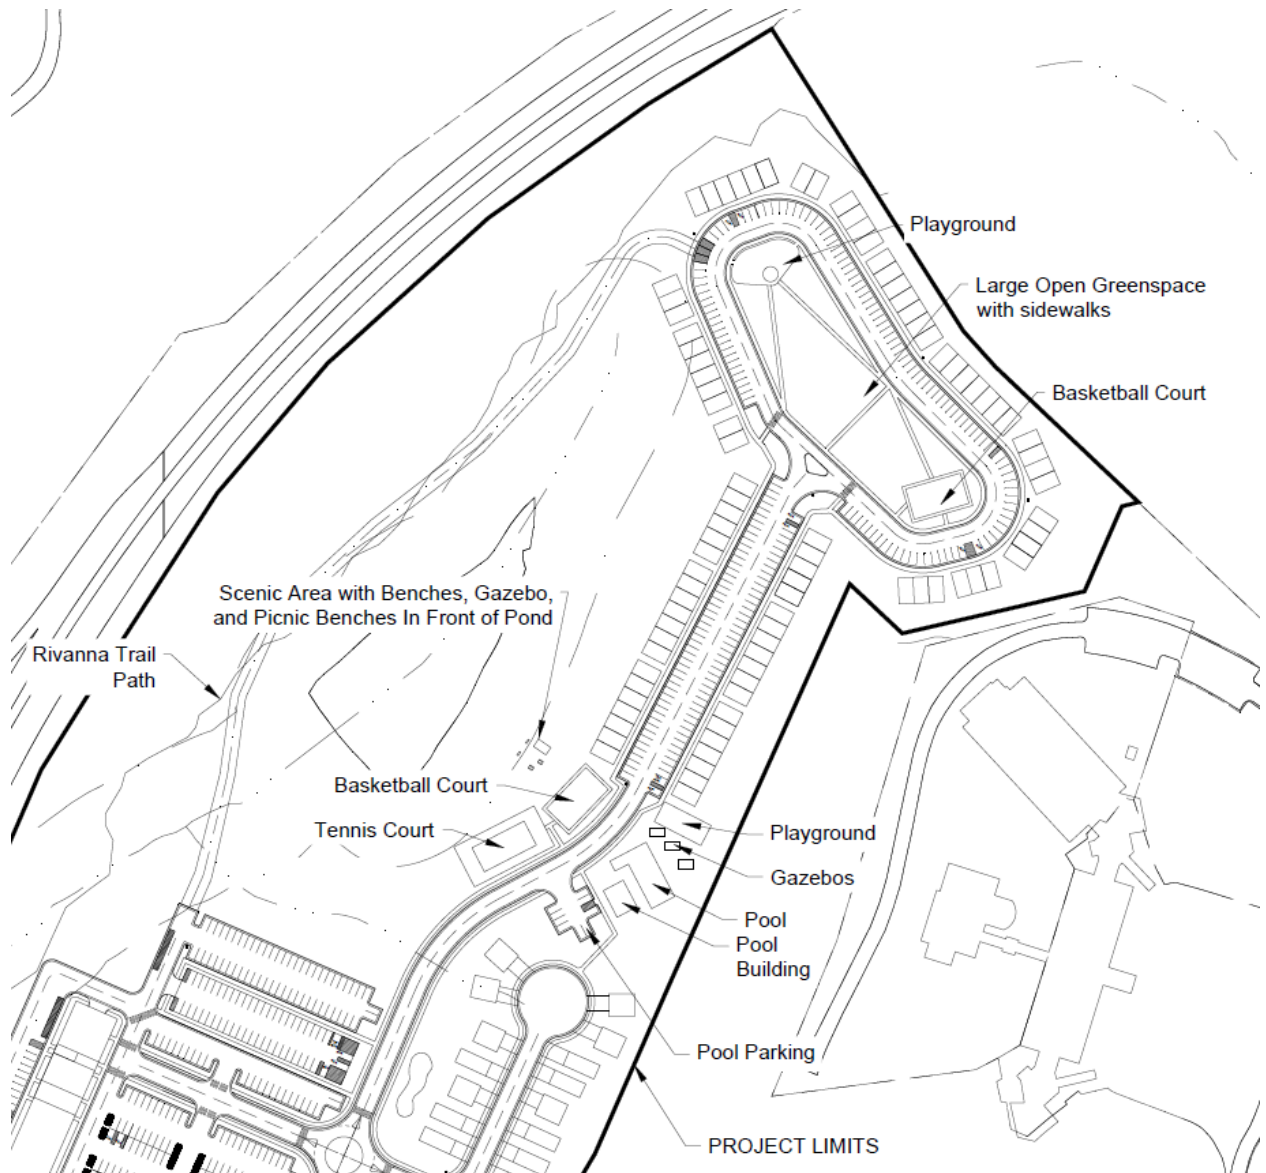 Playground
Large Open Greenspace
with sidewalks
Basketball Court
Scenic Area with Benches, Gazebo,
and Picnic Benches In Front of Pond
Rivanna Trail
Path
Basketball Court
Tennis Court
Playground
Gazebos
Pool
Pool
Building
Pool Parking
PROJECT LIMITS